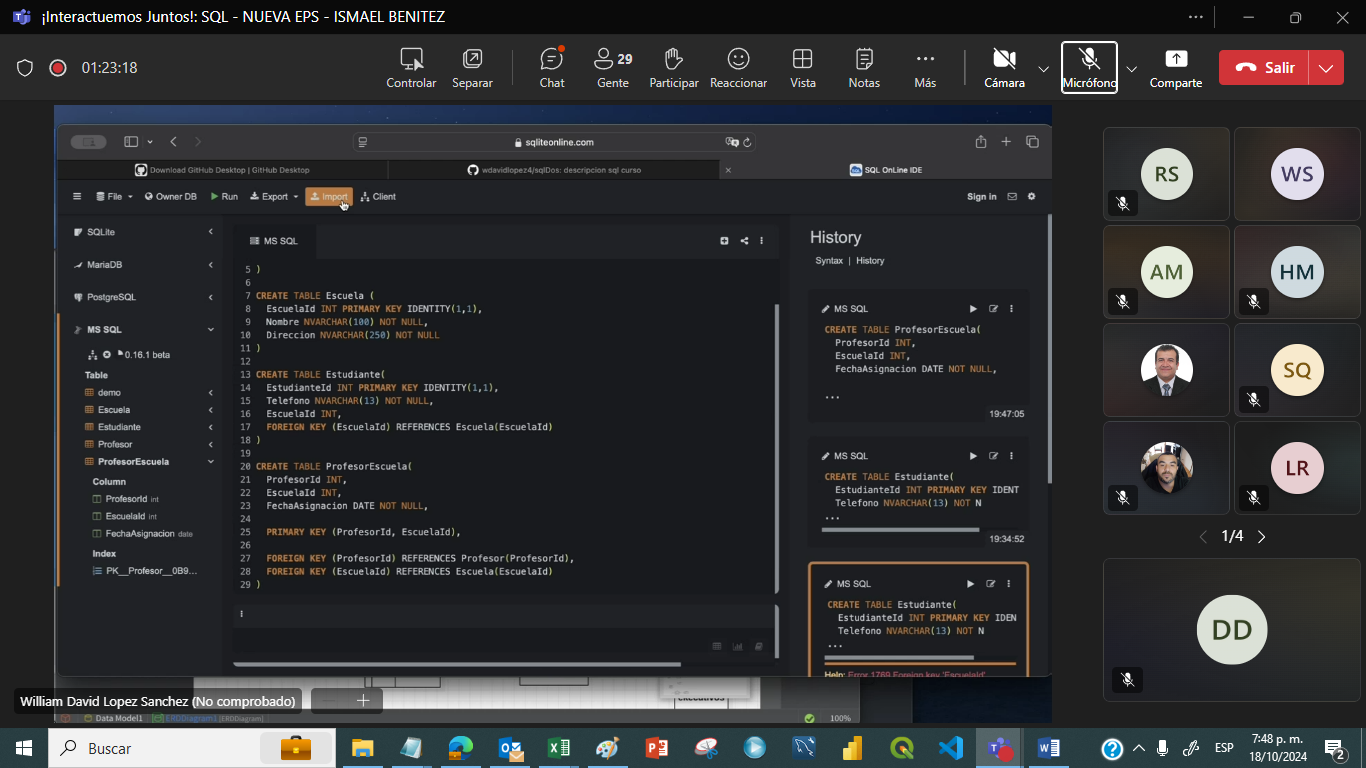 ¡Interactuemos Juntos!: SQL - NUEVA EPS - ISMAEL BENITEZ
01:23:18
Controlar
Separar
Chat
Gente
29
Participar
Reaccionar
Vista
Notas
Más
Cámara
Micrófono
Comparte
Salir
sqliteonline.com
Download GitHub Desktop | GitHub Desktop
wdavidlopez4/sqlDos: descripcion sql curso
SQL OnLine IDE
File
Owner DB
Run
Export
Import
Client
Sign in
SQLite
MariaDB
PostgreSQL
MS SQL
0.16.1 beta
Table
demo
Escuela
Estudiante
Profesor
ProfesorEscuela
Column
ProfesorId int
EscuelaId int
FechaAsignacion date
Index
PK__Profesor__0B9...
MS SQL
5 )
6
7 CREATE TABLE Escuela (
8 EscuelaId INT PRIMARY KEY IDENTITY(1,1),
9 Nombre NVARCHAR(100) NOT NULL,
10 Direccion NVARCHAR(250) NOT NULL
11 )
12
13 CREATE TABLE Estudiante(
14 EstudianteId INT PRIMARY KEY IDENTITY(1,1),
15 Telefono NVARCHAR(13) NOT NULL,
16 EscuelaId INT,
17 FOREIGN KEY (EscuelaId) REFERENCES Escuela(EscuelaId)
18 )
19
20 CREATE TABLE ProfesorEscuela(
21 ProfesorId INT,
22 EscuelaId INT,
23 FechaAsignacion DATE NOT NULL,
24
25 PRIMARY KEY (ProfesorId, EscuelaId),
26
27 FOREIGN KEY (ProfesorId) REFERENCES Profesor(ProfesorId),
28 FOREIGN KEY (EscuelaId) REFERENCES Escuela(EscuelaId)
29 )
History
Syntax | History
MS SQL
CREATE TABLE ProfesorEscuela(
ProfesorId INT,
EscuelaId INT,
FechaAsignacion DATE NOT NULL,
...
19:47:05
MS SQL
CREATE TABLE Estudiante(
EstudianteId INT PRIMARY KEY IDENT
Telefono NVARCHAR(13) NOT N
...
19:34:52
MS SQL
CREATE TABLE Estudiante(
EstudianteId INT PRIMARY KEY IDEN
Telefono NVARCHAR(13) NOT N
...
Help: Error 1769 Foreign key 'EscuelaId'
RS
WS
AM
HM
SQ
LR
1/4
DD
William David Lopez Sanchez (No comprobado)
ejecutivos
Data Model1
ERDDiagram1 (ERDDiagram)
100%
Buscar
ESP
7:48 p. m.
18/10/2024
2